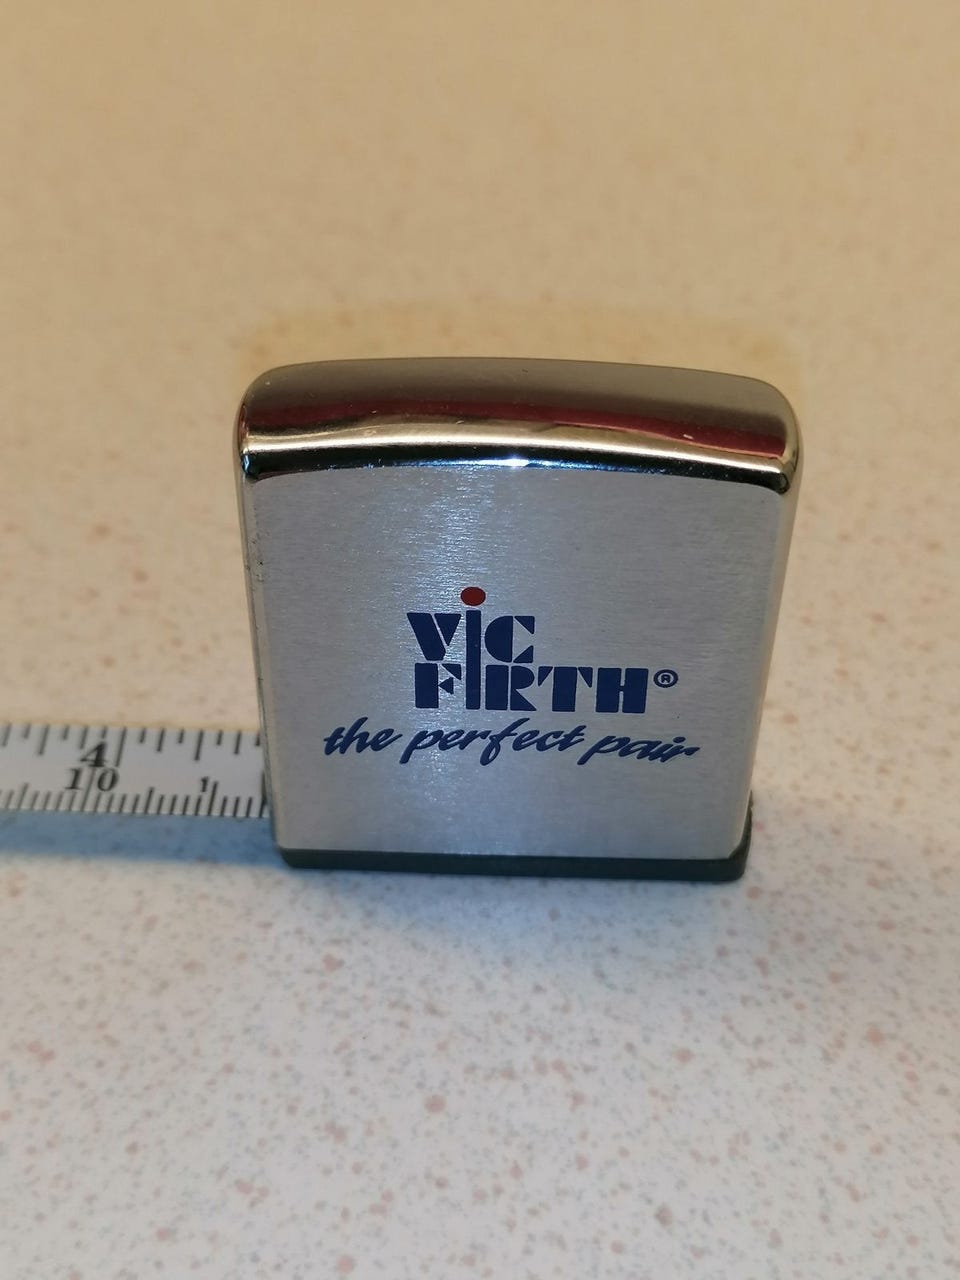 VIC
FIRTH®
the perfect pair
4
10 1